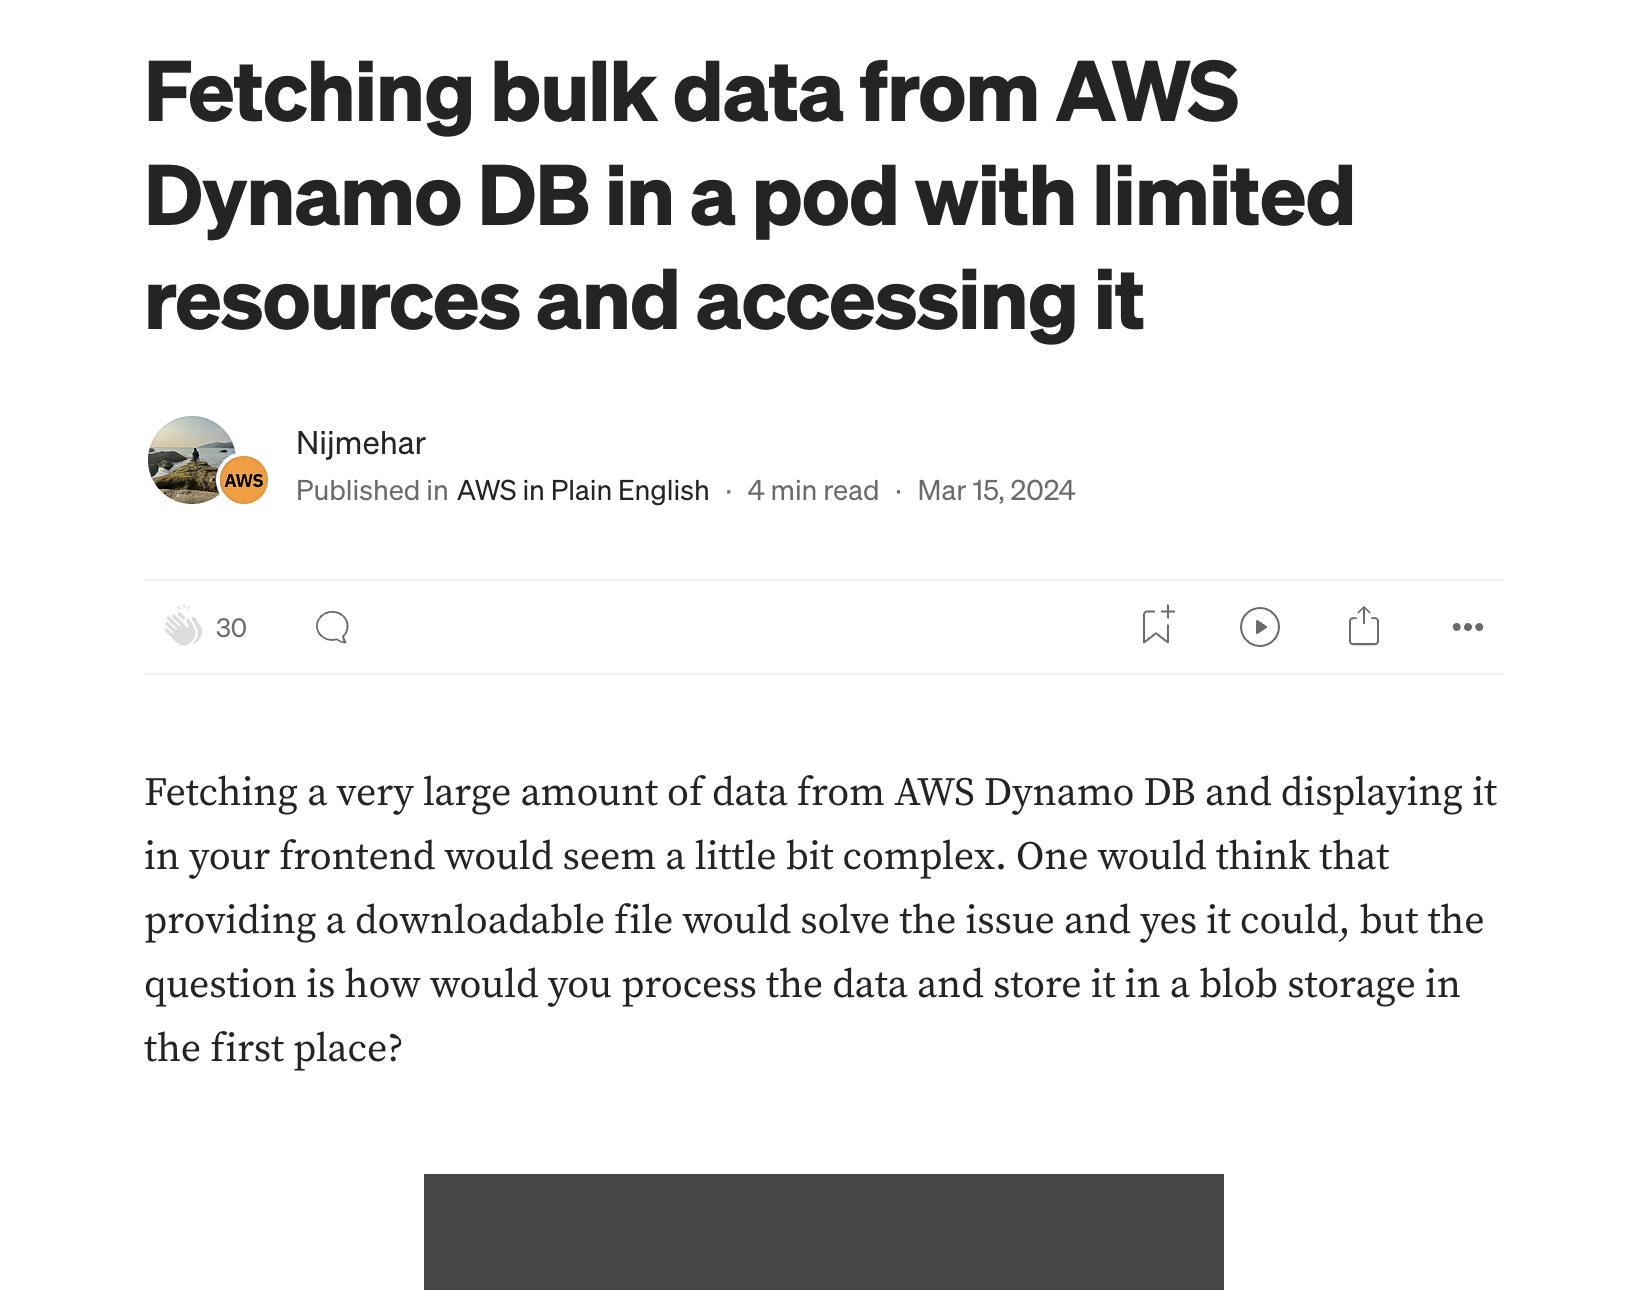 Fetching bulk data from AWS
Dynamo DB in a pod with limited
resources and accessing it
Nijmehar
AWS
Published in AWS in Plain English · 4 min read · Mar 15, 2024
30
Fetching a very large amount of data from AWS Dynamo DB and displaying it
in your frontend would seem a little bit complex. One would think that
providing a downloadable file would solve the issue and yes it could, but the
question is how would you process the data and store it in a blob storage in
the first place?